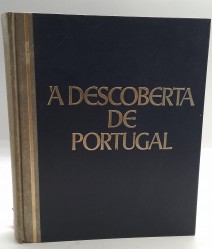 À DESCOBERTA
DE
PORTUGAL